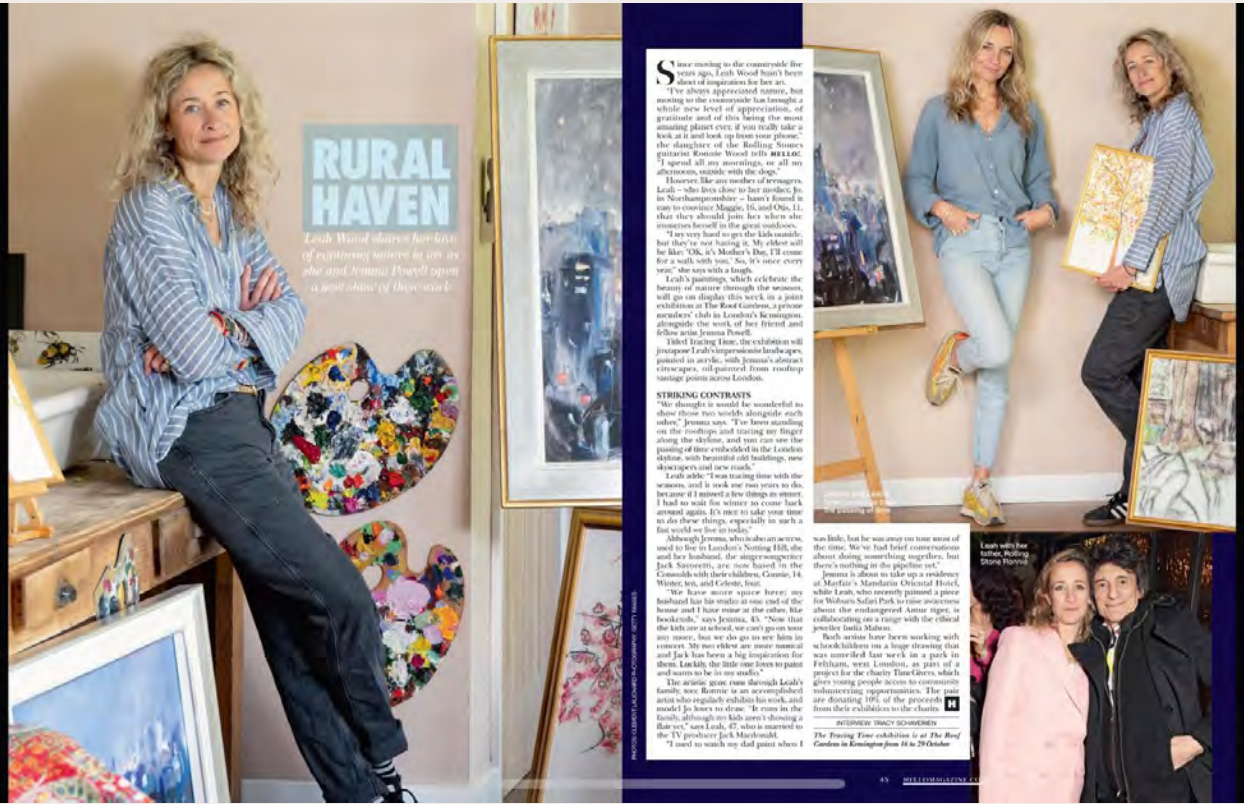 RURAL
HAVEN
Leah Wood shares her love
of exploring nature in art as
she and Jemma Powell open
a new show of their work
PHOTOS: CLEMENT LAUCHARD PHOTOGRAPHY. GETTY IMAGES
Since moving to the countryside five
years ago, Leah Wood hasn't been
short of inspiration for her art.
"I've always appreciated nature, but
moving to the countryside has brought a
whole new level of appreciation, of
gratitude and of this being the most
amazing planet ever, if you really take a
look at it and look up from your phone,"
the daughter of the Rolling Stones
guitarist Ronnie Wood tells HELLO!.
"I spend all my mornings, or all my
afternoons, outside with the dogs."
However, like any mother of teenagers,
Leah – who lives close to her mother, Jo,
in Northamptonshire – hasn't found it
easy to convince Maggie, 16, and Otis, 11,
that they should join her when she
immerses herself in the great outdoors.
"I try very hard to get the kids outside,
but they're not having it. My eldest will
be like: 'OK, it's Mother's Day, I'll come
for a walk with you.' So, it's once every
year," she says with a laugh.
Leah's paintings, which celebrate the
beauty of nature through the seasons,
will go on display this week in a joint
exhibition at The Roof Gardens, a private
members' club in London's Kensington,
alongside the work of her friend and
fellow artist Jemma Powell.
Titled Tracing Time, the exhibition will
juxtapose Leah's impressionist landscapes,
painted in acrylic, with Jemma's abstract
cityscapes, oil-painted from rooftop
vantage points across London.
STRIKING CONTRASTS
"We thought it would be wonderful to
show those two worlds alongside each
other," Jemma says. "I've been standing
on the rooftops and tracing my finger
along the skyline, and you can see the
passing of time embedded in the London
skyline, with beautiful old buildings, new
skyscrapers and new roads."
Leah adds: "I was tracing time with the
seasons, and it took me two years to do,
because if I missed a few things in winter,
I had to wait for winter to come back
around again. It's nice to take your time
to do these things, especially in such a
fast world we live in today."
Although Jemma, who is also an actress,
used to live in London's Notting Hill, she
and her husband, the singer-songwriter
Jack Savoretti, are now based in the
Cotswolds with their children, Connie, 14,
Winter, ten, and Celeste, four.
"We have more space here; my
husband has his studio at one end of the
house and I have mine at the other, like
bookends," says Jemma, 45. "Now that
the kids are at school, we can't go on tour
any more, but we do go to see him in
concert. My two eldest are more musical
and Jack has been a big inspiration for
them. Luckily, the little one loves to paint
and wants to be in my studio."
The artistic gene runs through Leah's
family, too: Ronnie is an accomplished
artist who regularly exhibits his work, and
model Jo loves to draw. "It runs in the
family, although my kids aren't showing a
flair yet," says Leah, 47, who is married to
the TV producer Jack Macdonald.
"I used to watch my dad paint when I
the passing of time
was little, but he was away on tour most of
the time. We've had brief conversations
about doing something together, but
there's nothing in the pipeline yet."
Jemma is about to take up a residency
at Mayfair's Mandarin Oriental Hotel,
while Leah, who recently painted a piece
for Woburn Safari Park to raise awareness
about the endangered Amur tiger, is
collaborating on a range with the ethical
jeweller India Mahon.
Both artists have been working with
schoolchildren on a huge drawing that
was unveiled last week in a park in
Feltham, west London, as part of a
project for the charity TimeGivers, which
gives young people access to community
volunteering opportunities. The pair
are donating 10% of the proceeds
from their exhibition to the charity. H
INTERVIEW: TRACY SCHAVERIEN
The Tracing Time exhibition is at The Roof
Gardens in Kensington from 16 to 29 October
Leah with her
father, Rolling
Stone Ronnie
45
HELLOMAGAZINE.CO